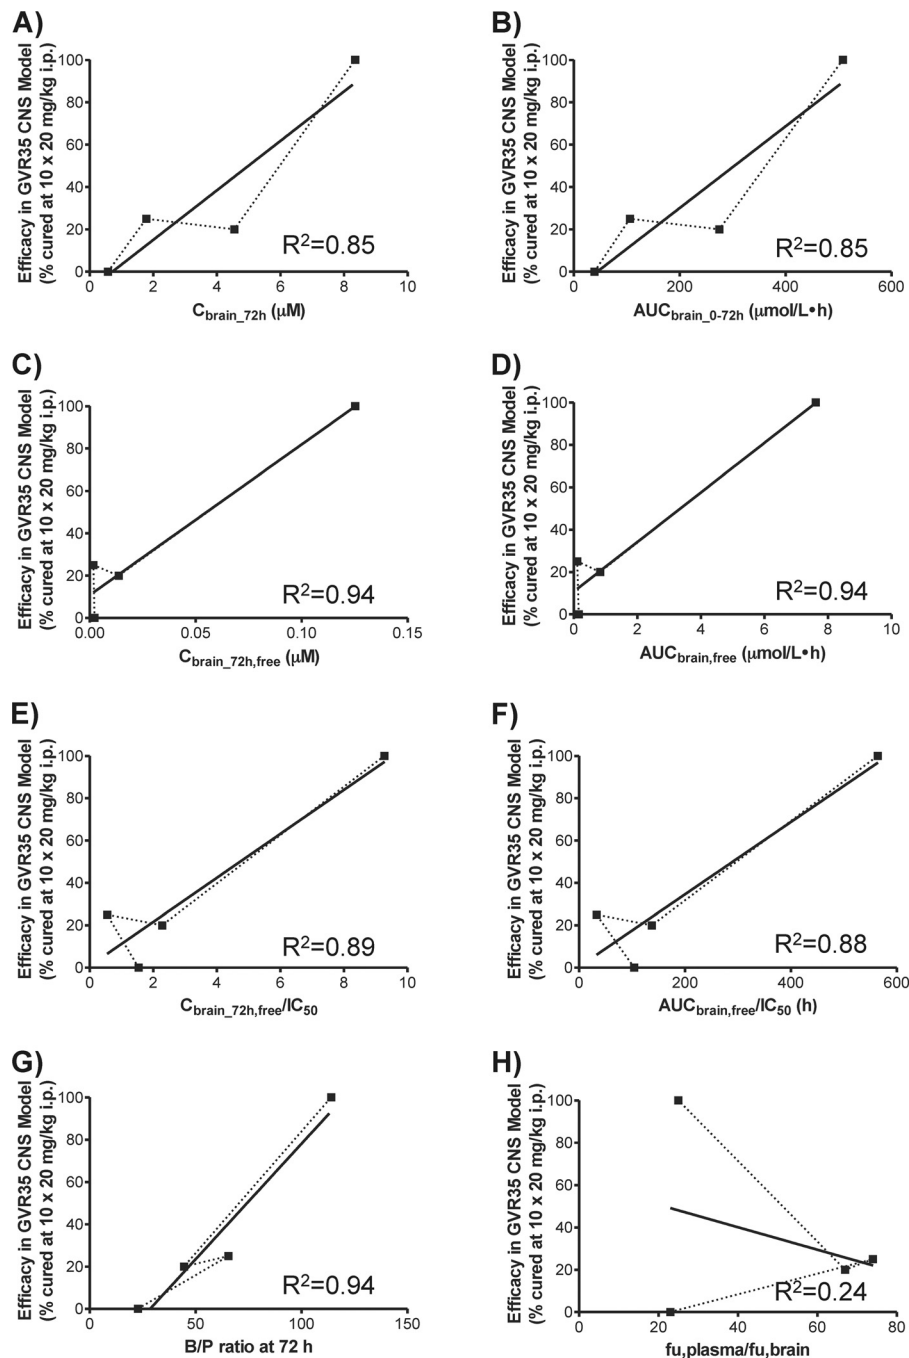 A)
Efficacy in GVR35 CNS Model
(% cured at 10 x 20 mg/kg i.p.)
100
80
60
40
20
0
0 2 4 6 8 10
R²=0.85
C_brain_72h (μM)
B)
Efficacy in GVR35 CNS Model
(% cured at 10 x 20 mg/kg i.p.)
100
80
60
40
20
0
0 200 400 600
R²=0.85
AUC_brain_0-72h (μmol/L•h)
C)
Efficacy in GVR35 CNS Model
(% cured at 10 x 20 mg/kg i.p.)
100
80
60
40
20
0
0.00 0.05 0.10 0.15
R²=0.94
C_brain_72h,free (μM)
D)
Efficacy in GVR35 CNS Model
(% cured at 10 x 20 mg/kg i.p.)
100
80
60
40
20
0
0 2 4 6 8 10
R²=0.94
AUC_brain,free (μmol/L•h)
E)
Efficacy in GVR35 CNS Model
(% cured at 10 x 20 mg/kg i.p.)
100
80
60
40
20
0
0 2 4 6 8 10
R²=0.89
C_brain_72h,free/IC50
F)
Efficacy in GVR35 CNS Model
(% cured at 10 x 20 mg/kg i.p.)
100
80
60
40
20
0
0 200 400 600
R²=0.88
AUC_brain,free/IC50 (h)
G)
Efficacy in GVR35 CNS Model
(% cured at 10 x 20 mg/kg i.p.)
100
80
60
40
20
0
0 50 100 150
R²=0.94
B/P ratio at 72 h
H)
Efficacy in GVR35 CNS Model
(% cured at 10 x 20 mg/kg i.p.)
100
80
60
40
20
0
0 20 40 60 80
R²=0.24
fu,plasma/fu,brain